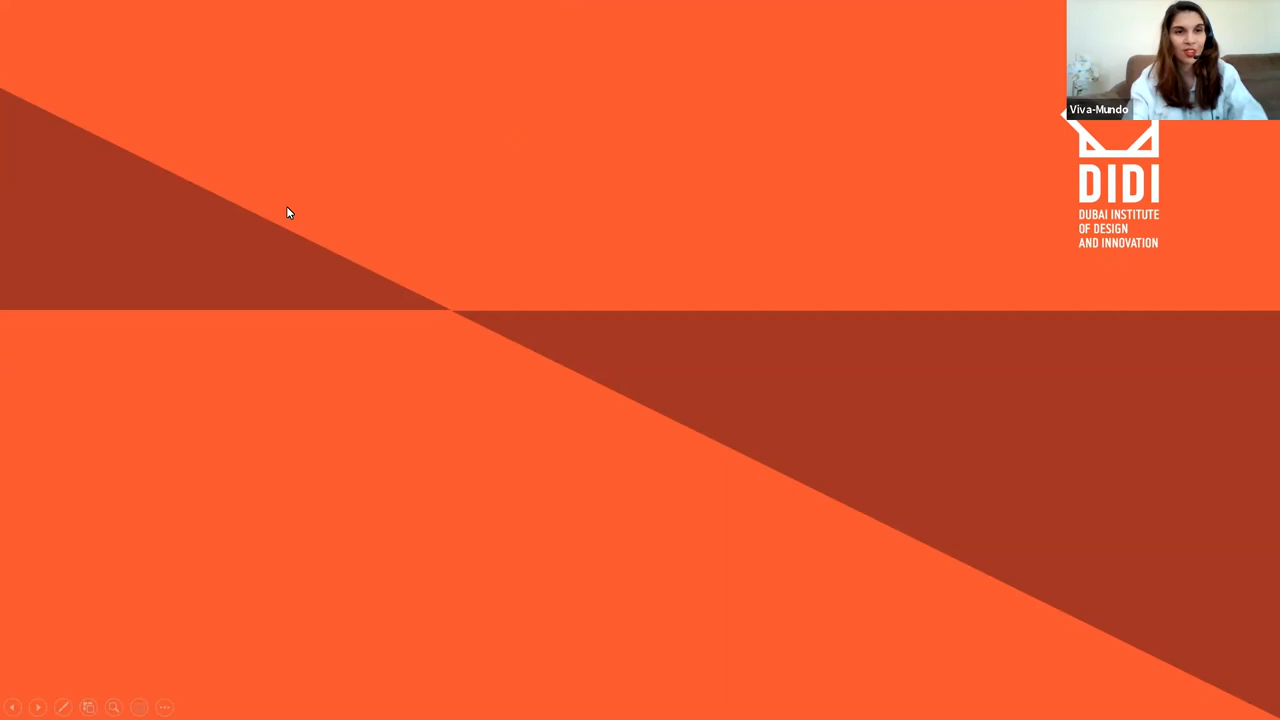 Viva-Mundo
DIDI
DUBAI INSTITUTE
OF DESIGN
AND INNOVATION